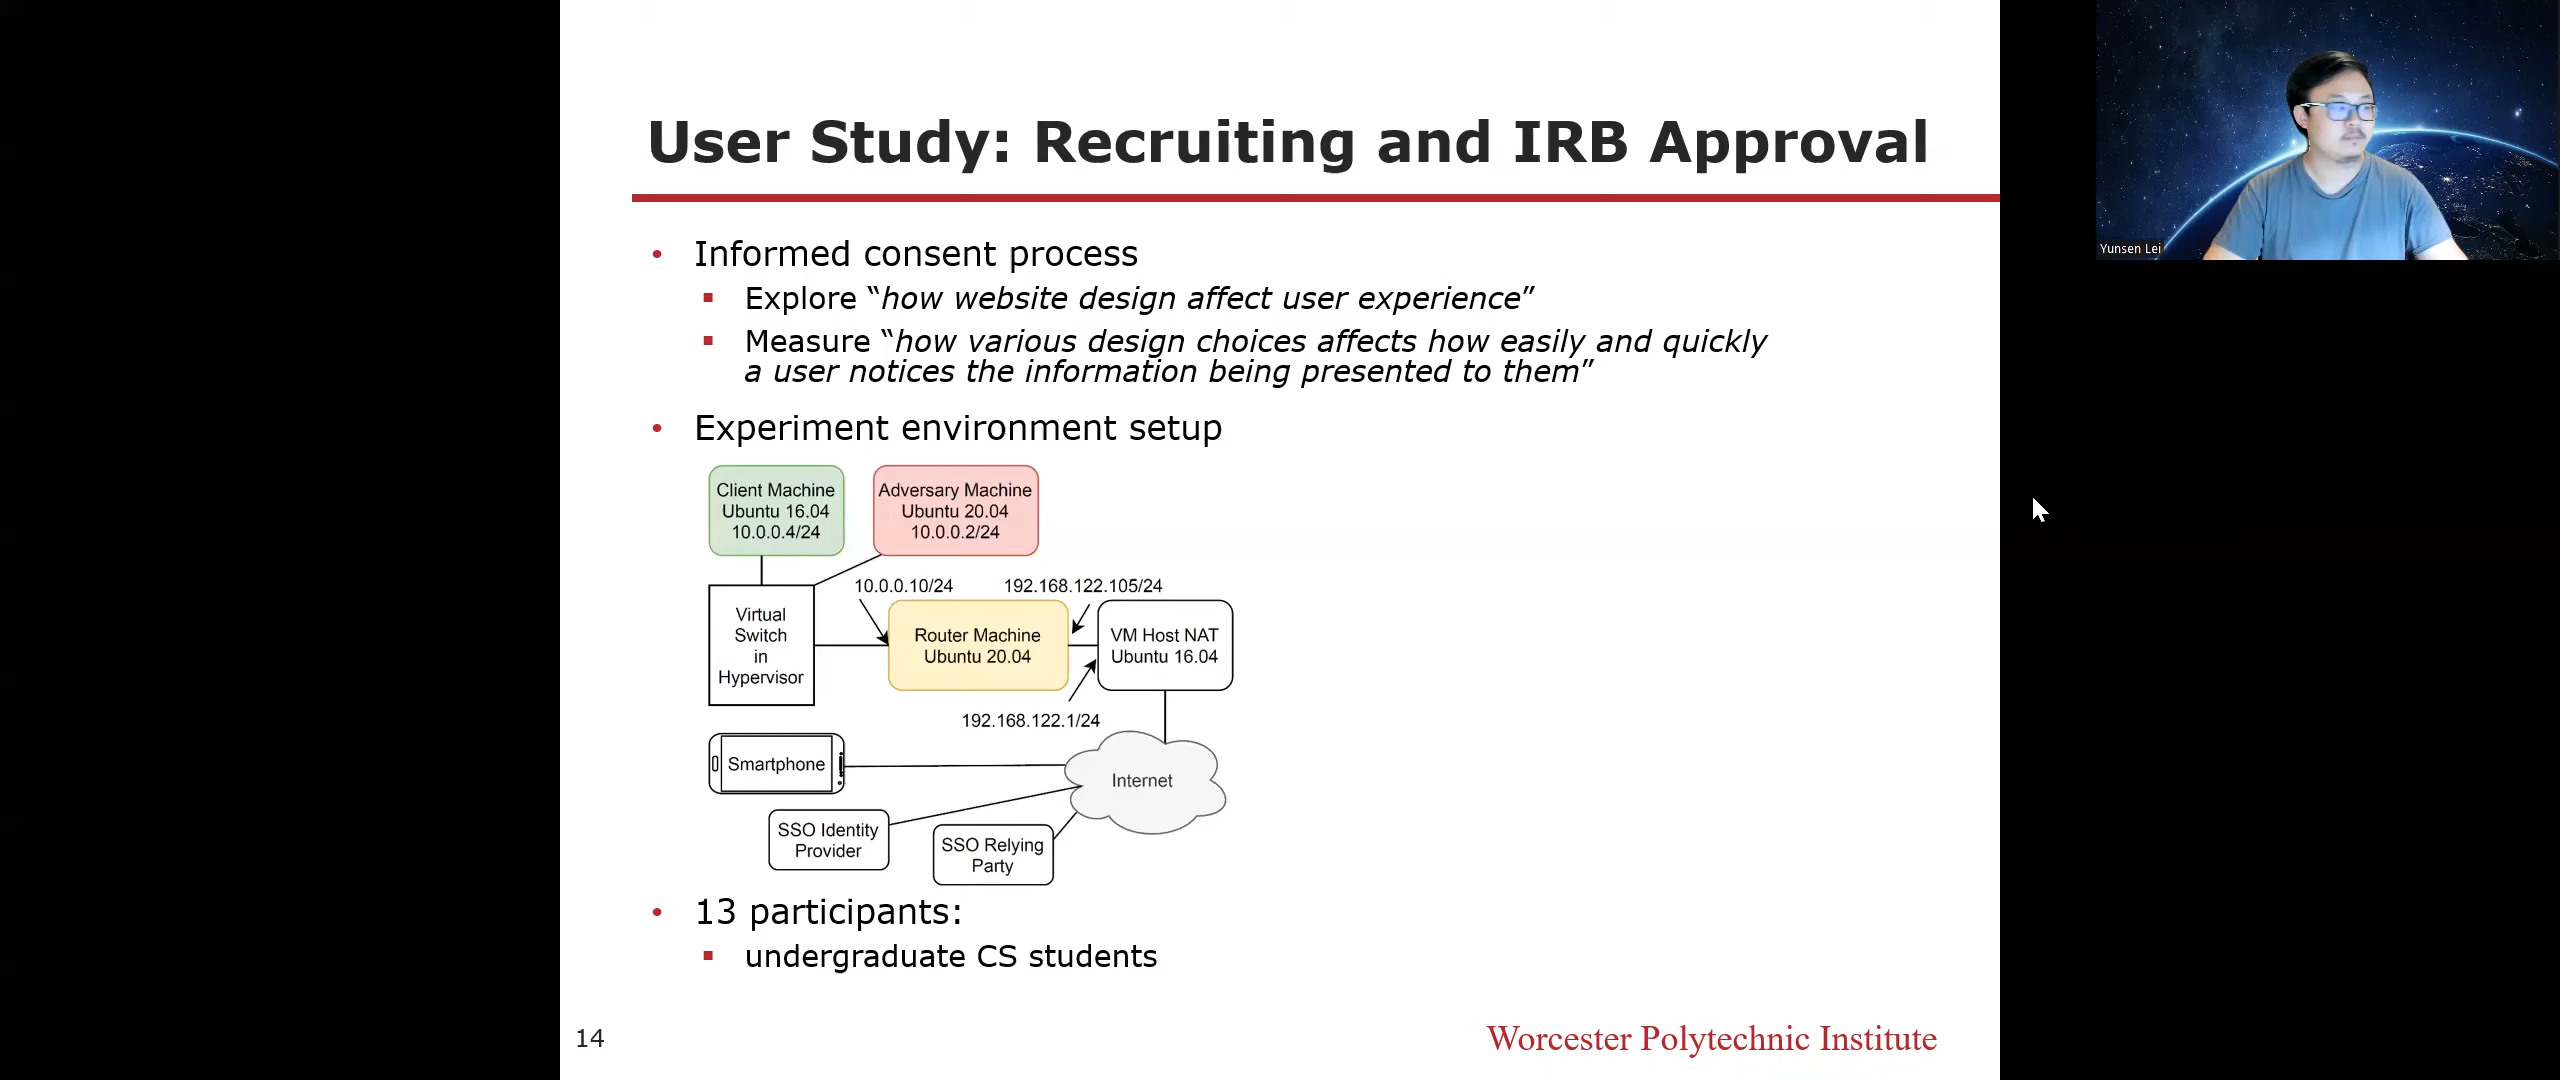 User Study: Recruiting and IRB Approval
Yunsen Lei
• Informed consent process
▪ Explore “how website design affect user experience”
▪ Measure “how various design choices affects how easily and quickly
a user notices the information being presented to them”
• Experiment environment setup
Client Machine
Ubuntu 16.04
10.0.0.4/24
Adversary Machine
Ubuntu 20.04
10.0.0.2/24
10.0.0.10/24
192.168.122.105/24
Virtual
Switch
in
Hypervisor
Router Machine
Ubuntu 20.04
VM Host NAT
Ubuntu 16.04
192.168.122.1/24
Smartphone
Internet
SSO Identity
Provider
SSO Relying
Party
• 13 participants:
▪ undergraduate CS students
14
Worcester Polytechnic Institute